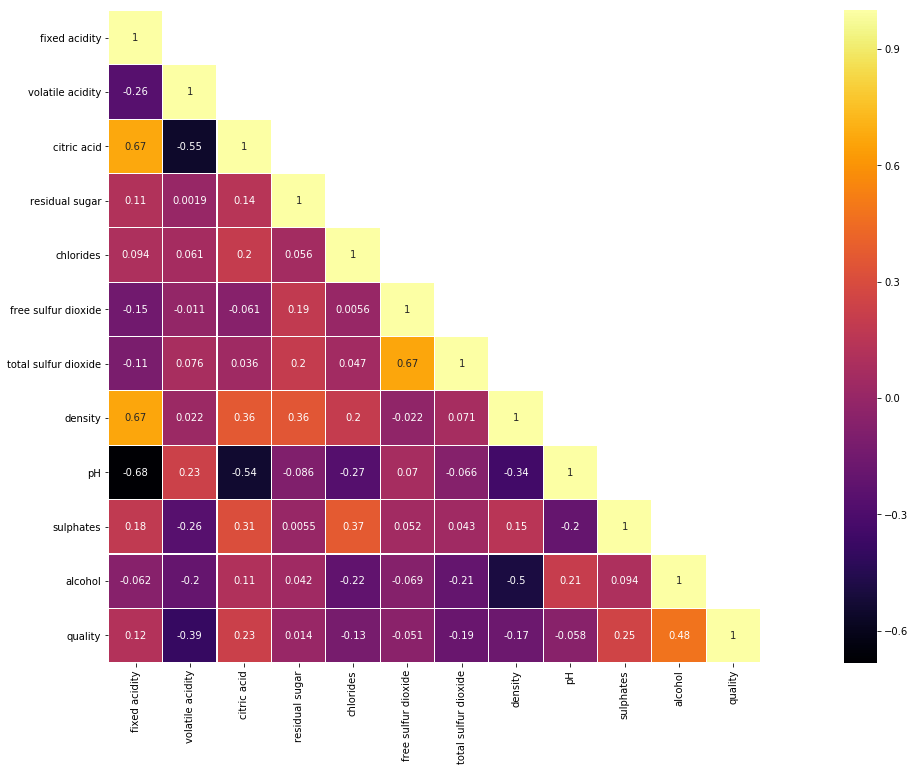 fixed acidity 1
volatile acidity -0.26 1
citric acid 0.67 -0.55 1
residual sugar 0.11 0.0019 0.14 1
chlorides 0.094 0.061 0.2 0.056 1
free sulfur dioxide -0.15 -0.011 -0.061 0.19 0.0056 1
total sulfur dioxide -0.11 0.076 0.036 0.2 0.047 0.67 1
density 0.67 0.022 0.36 0.36 0.2 -0.022 0.071 1
pH -0.68 0.23 -0.54 -0.086 -0.27 0.07 -0.066 -0.34 1
sulphates 0.18 -0.26 0.31 0.0055 0.37 0.052 0.043 0.15 -0.2 1
alcohol -0.062 -0.2 0.11 0.042 -0.22 -0.069 -0.21 -0.5 0.21 0.094 1
quality 0.12 -0.39 0.23 0.014 -0.13 -0.051 -0.19 -0.17 -0.058 0.25 0.48 1
fixed acidity
volatile acidity
citric acid
residual sugar
chlorides
free sulfur dioxide
total sulfur dioxide
density
pH
sulphates
alcohol
quality
0.9
0.6
0.3
0.0
−0.3
−0.6